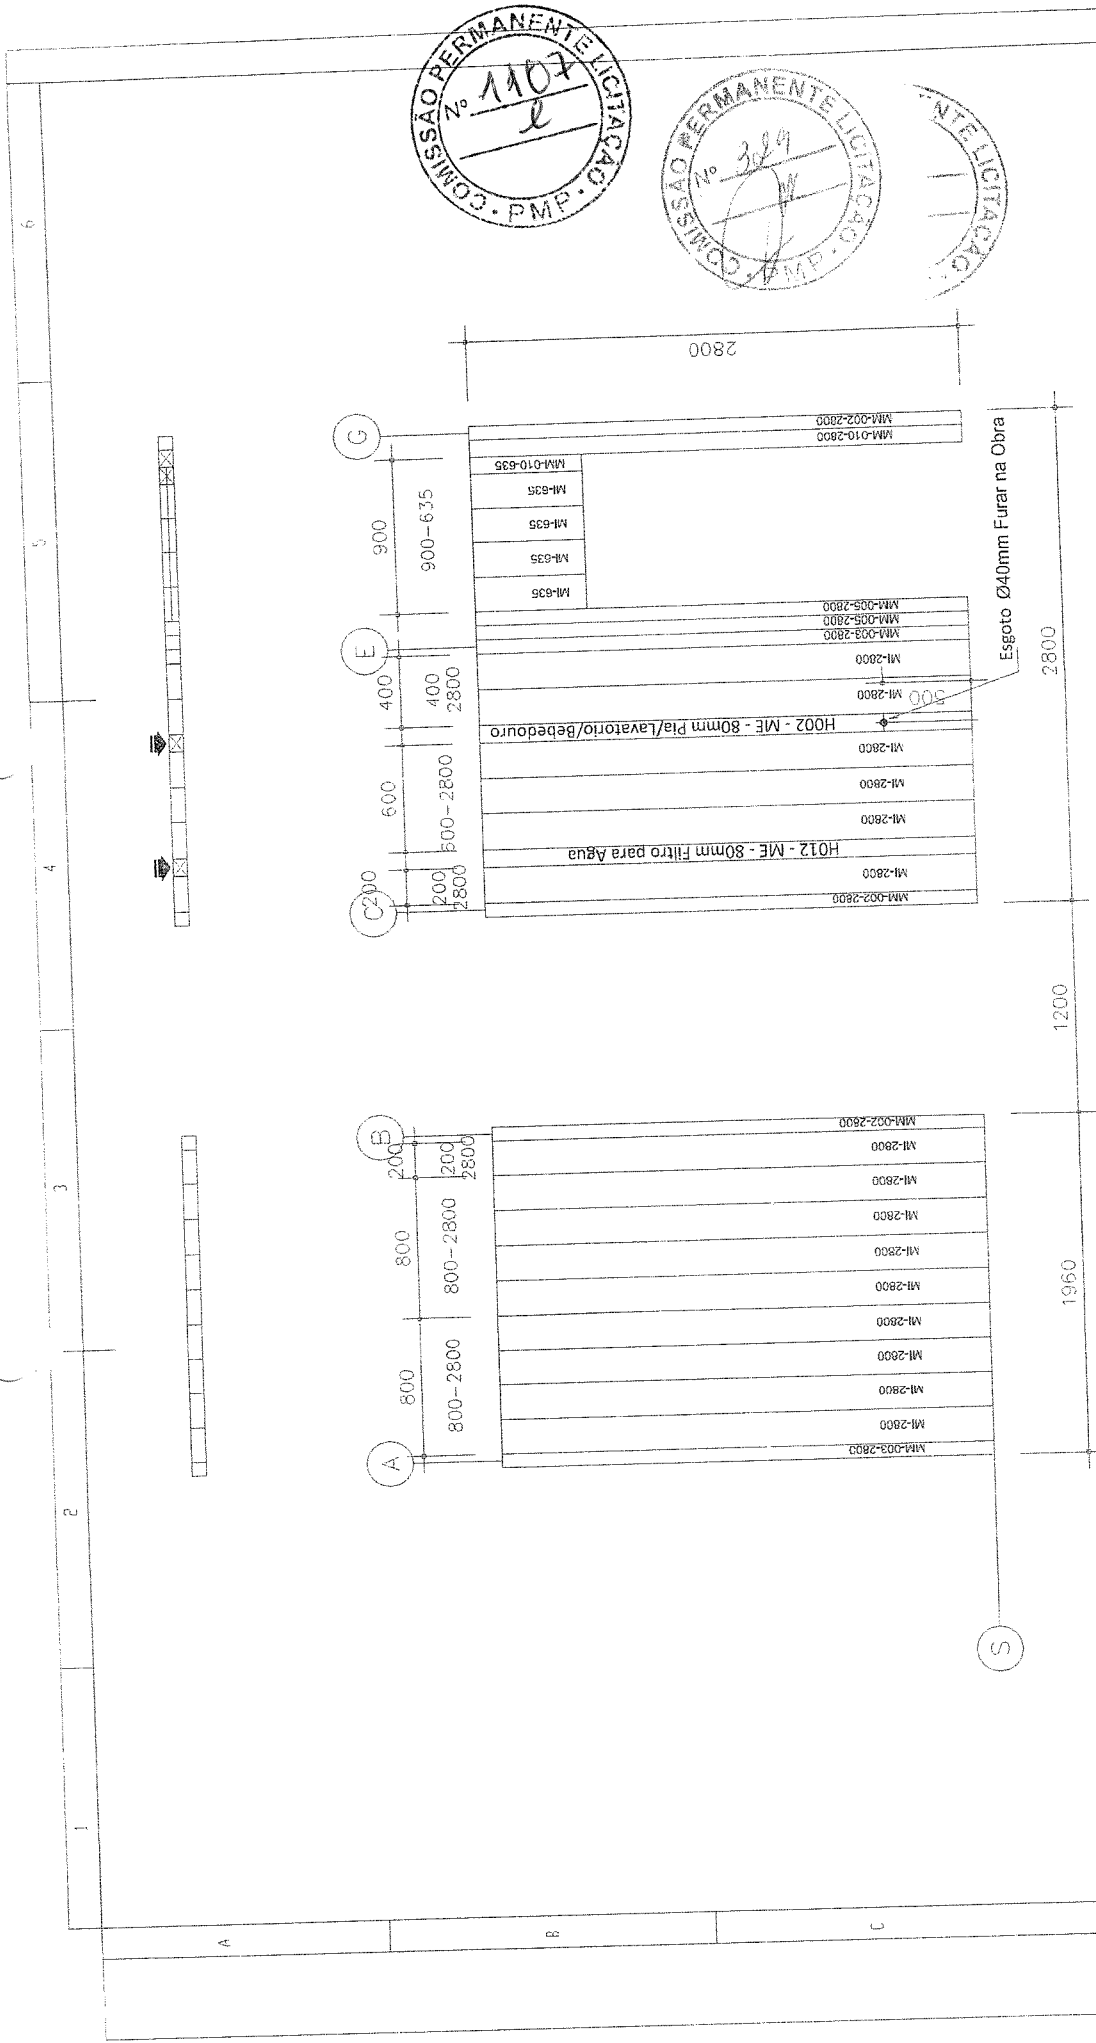 1
2
3
4
5
6
A
B
C
COMISSÃO PERMANENTE LICITAÇÃO · PMP ·
Nº 1107
COMISSÃO PERMANENTE LICITAÇÃO · PMP ·
Nº
NTE LICITAÇÃO
A
B
C
E
G
800
800
200
800-2800
800-2800
200
2800
200
600
400
900
200
2800
600-2800
400
2800
900-635
MM-003-2800
MI-2800
MI-2800
MI-2800
MI-2800
MI-2800
MI-2800
MI-2800
MI-2800
MI-2800
MM-002-2800
MM-002-2800
MI-2800
H012 - ME - 80mm Filtro para Agua
MI-2800
MI-2800
MI-2800
H002 - ME - 80mm Pia/Lavatorio/Bebedouro
MI-2800
MI-2800
MM-003-2800
MM-005-2800
MM-005-2800
MI-635
MI-635
MI-635
MI-635
MM-010-635
MM-010-2800
MM-002-2800
2800
500
Esgoto Ø40mm Furar na Obra
S
1960
1200
2800